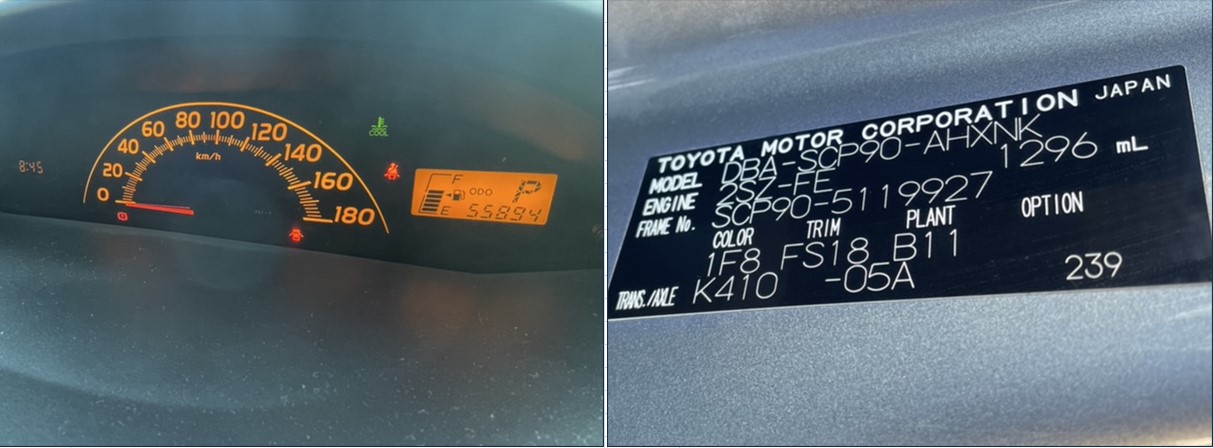 8:45
0
20
40
60
80
100
120
140
160
180
km/h
COOL
F
E
ODO
P
55894
TOYOTA MOTOR CORPORATION JAPAN
MODEL DBA-SCP90-AHXNK
ENGINE 2SZ-FE 1296 mL
FRAME No. SCP90-5119927
COLOR TRIM PLANT OPTION
1F8 FS18 B11
TRANS./AXLE K410 -05A 239